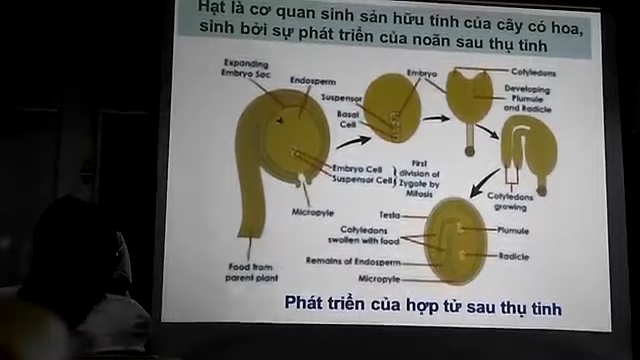 Hạt là cơ quan sinh sản hữu tính của cây có hoa,
sinh bởi sự phát triển của noãn sau thụ tinh
Expanding
Embryo Sac
Endosperm
Embryo
Cotyledons
Suspensor
Basal
Cell
Developing
Plumule
and Radicle
Embryo Cell
Suspensor Cell
First
division of
Zygote by
Mitosis
Micropyle
Cotyledons
growing
Food from
parent plant
Testa
Cotyledons
swollen with food
Remains of Endosperm
Micropyle
Plumule
Radicle
Phát triển của hợp tử sau thụ tinh